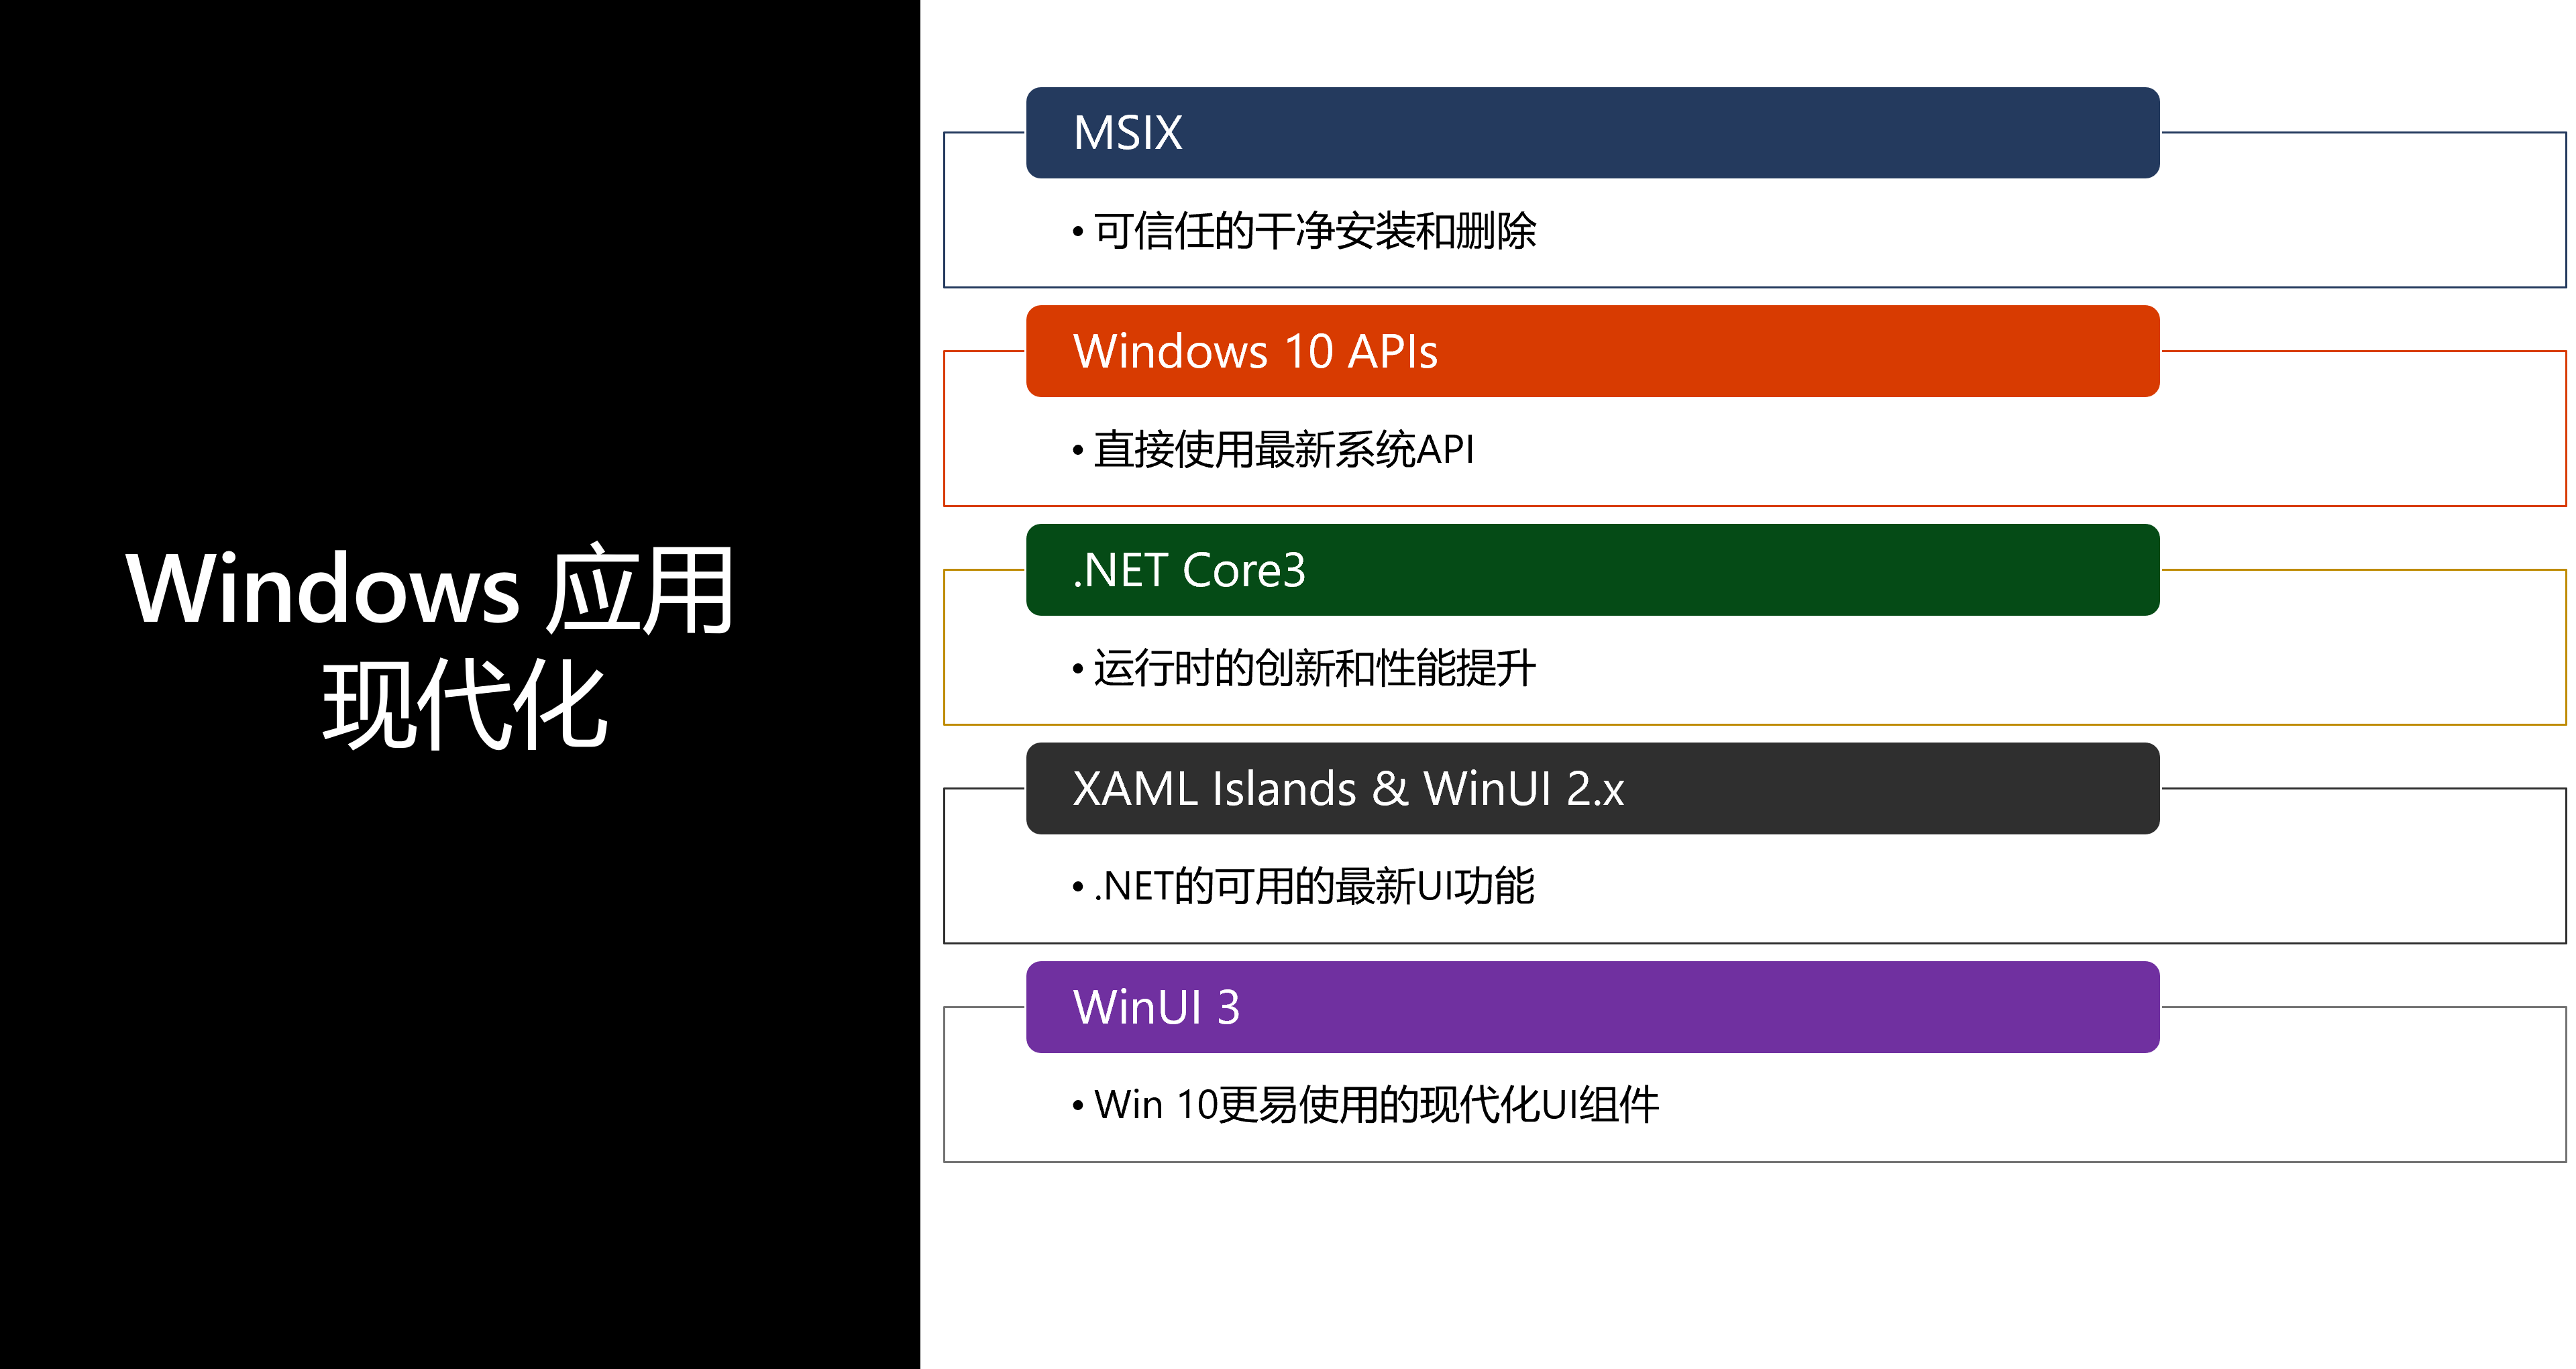 Windows 应用
现代化
MSIX
• 可信任的干净安装和删除
Windows 10 APIs
• 直接使用最新系统API
.NET Core3
• 运行时的创新和性能提升
XAML Islands & WinUI 2.x
• .NET的可用的最新UI功能
WinUI 3
• Win 10更易使用的现代化UI组件